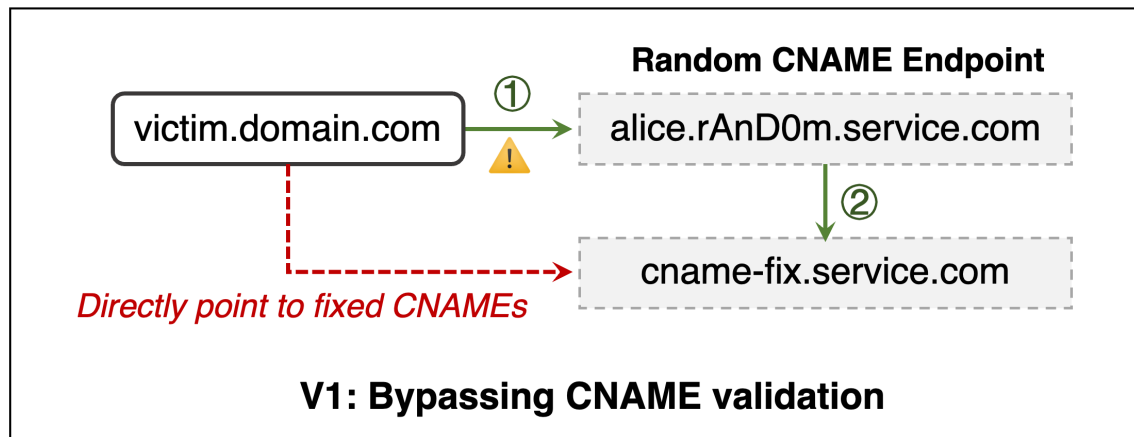 Random CNAME Endpoint
①
victim.domain.com
alice.rAnD0m.service.com
!
②
cname-fix.service.com
Directly point to fixed CNAMEs
V1: Bypassing CNAME validation